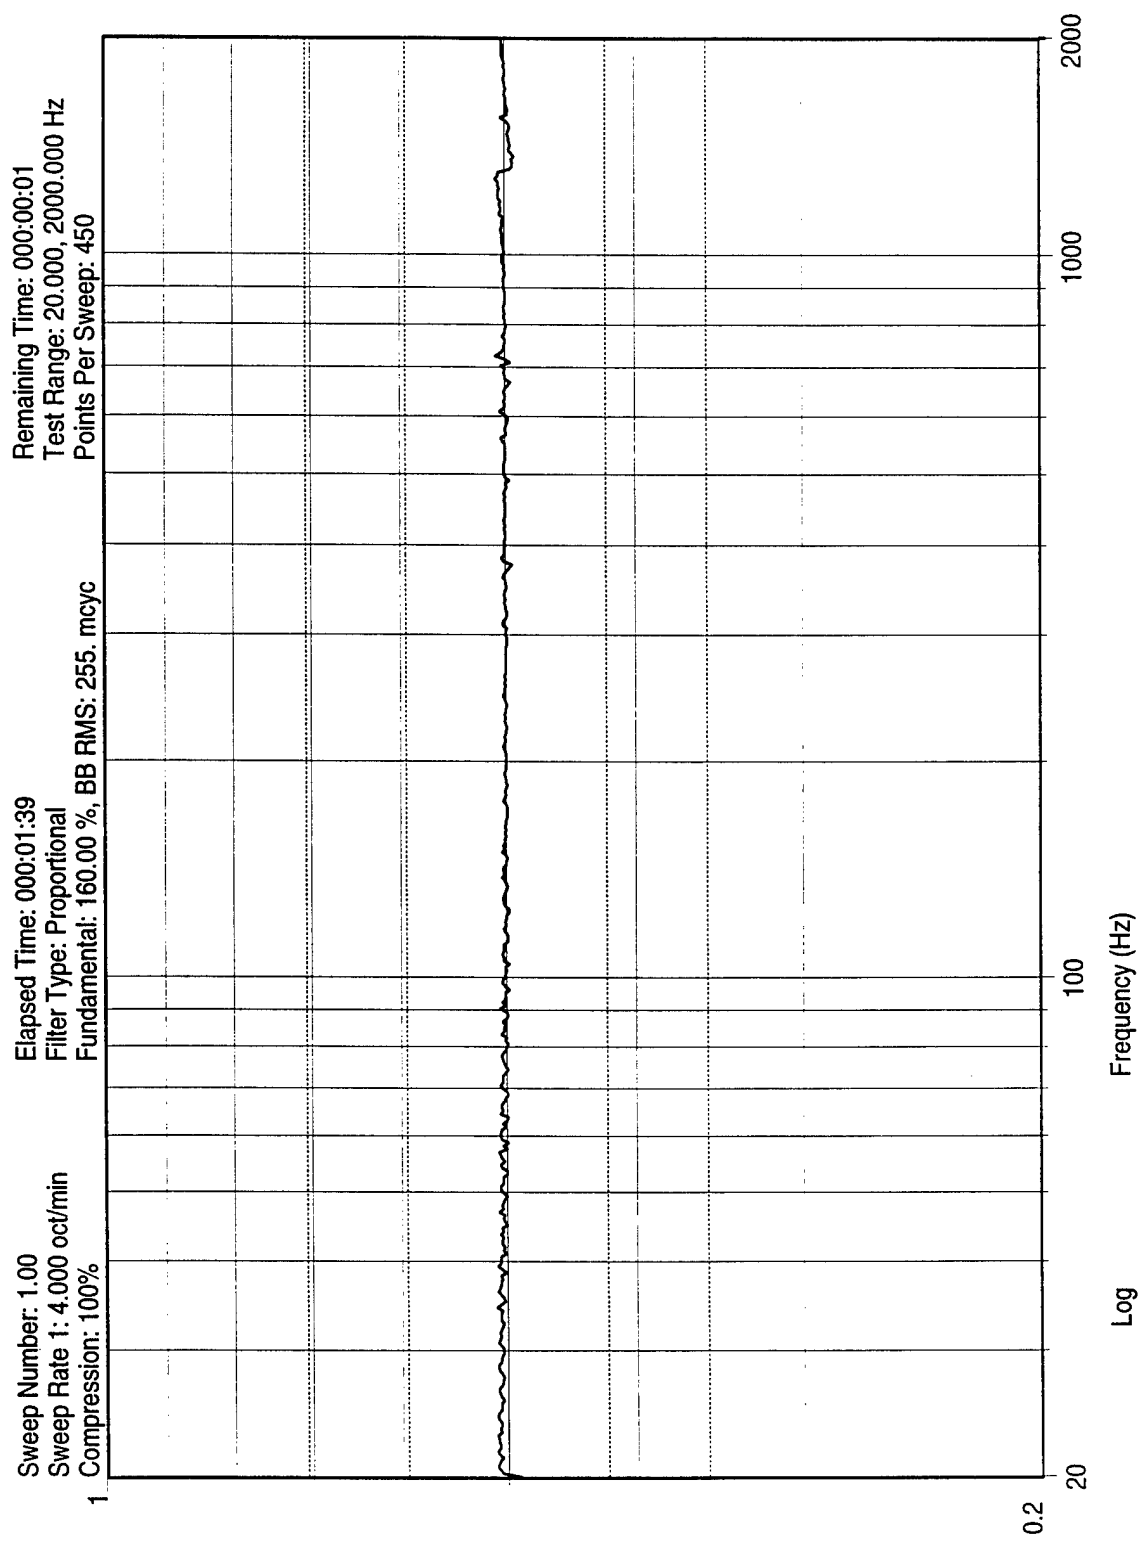 Sweep Number: 1.00
Elapsed Time: 000:01:39
Remaining Time: 000:00:01
Sweep Rate 1: 4.000 oct/min
Filter Type: Proportional
Test Range: 20.000, 2000.000 Hz
Compression: 100%
Fundamental: 160.00 %, BB RMS: 255. mcyc
Points Per Sweep: 450
1
0.2
20
100
1000
2000
Log
Frequency (Hz)